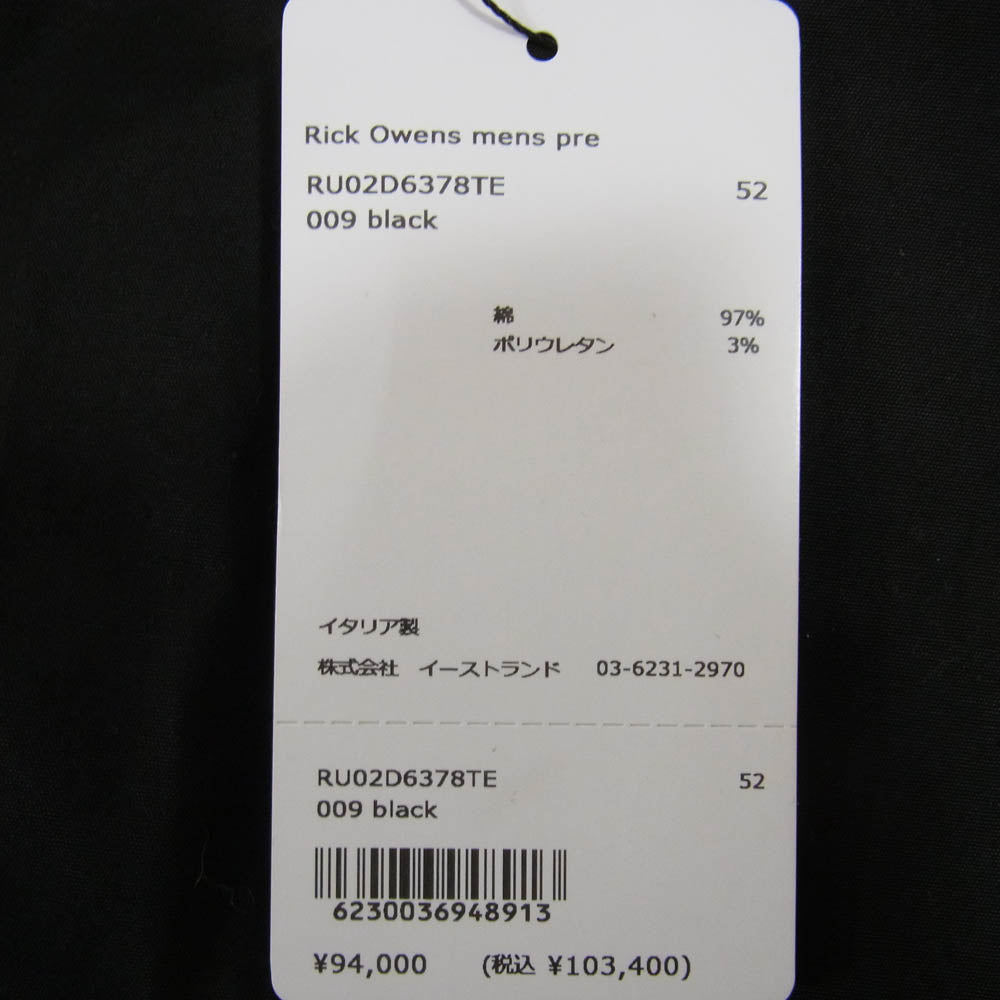 Rick Owens mens pre
RU02D6378TE 52
009 black
綿 97%
ポリウレタン 3%
イタリア製
株式会社 イーストランド 03-6231-2970
RU02D6378TE 52
009 black
6230036948913
¥94,000 (税込 ¥103,400)